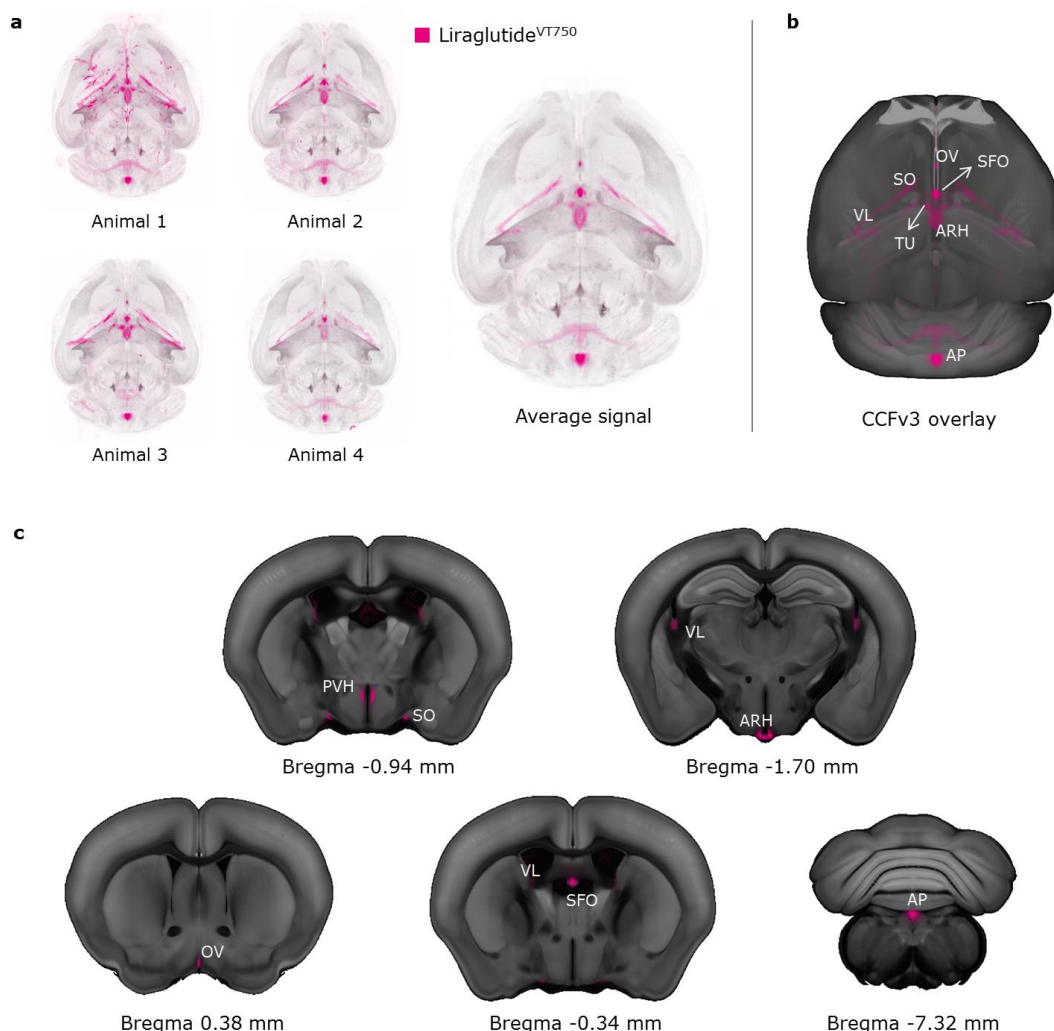 a
Liraglutide^VT750
b
Animal 1
Animal 2
Animal 3
Animal 4
Average signal
OV
SFO
SO
VL
TU
ARH
AP
CCFv3 overlay
c
PVH
SO
Bregma -0.94 mm
VL
ARH
Bregma -1.70 mm
OV
Bregma 0.38 mm
VL
SFO
Bregma -0.34 mm
AP
Bregma -7.32 mm